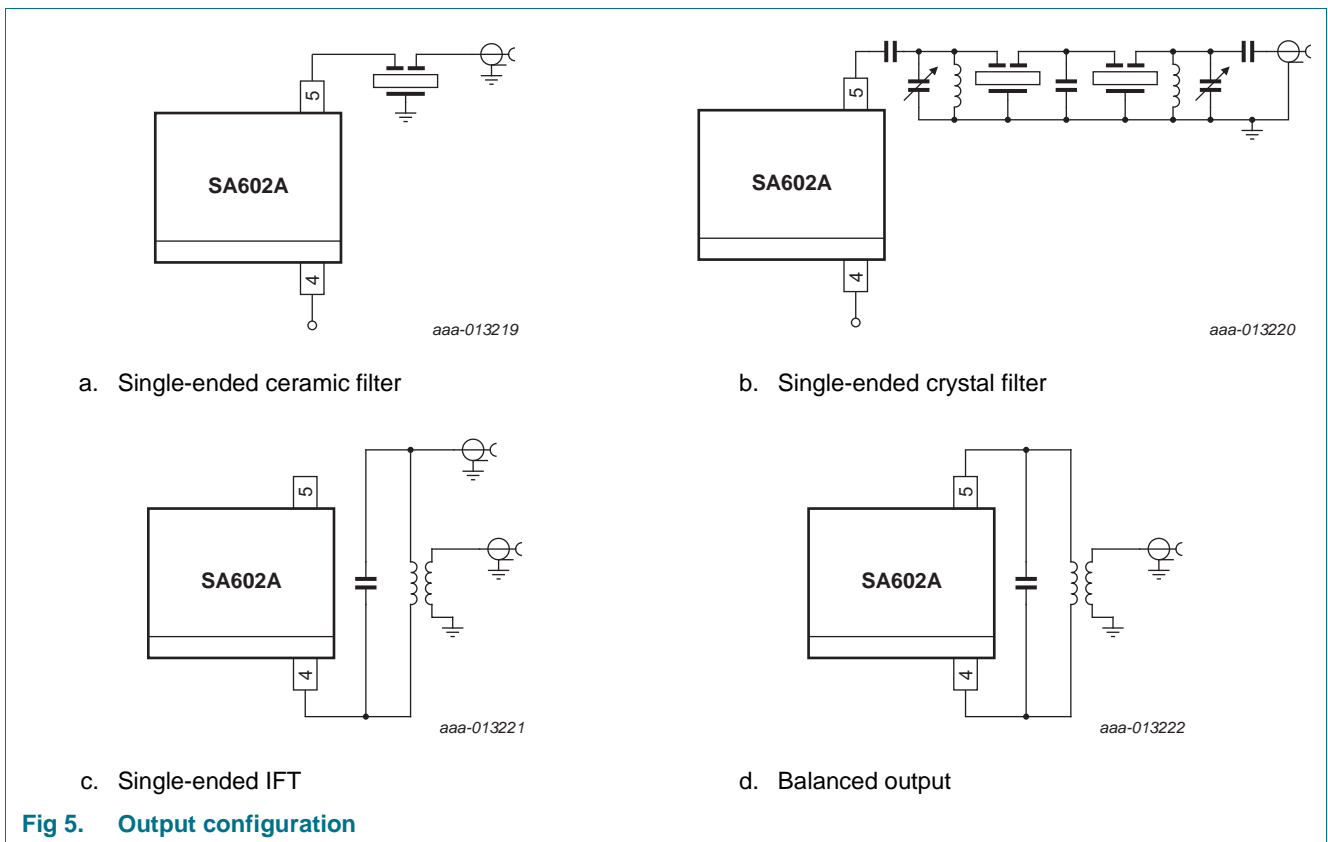 5
SA602A
4
aaa-013219
a. Single-ended ceramic filter
5
SA602A
4
aaa-013220
b. Single-ended crystal filter
5
SA602A
4
aaa-013221
c. Single-ended IFT
5
SA602A
4
aaa-013222
d. Balanced output
Fig 5. Output configuration